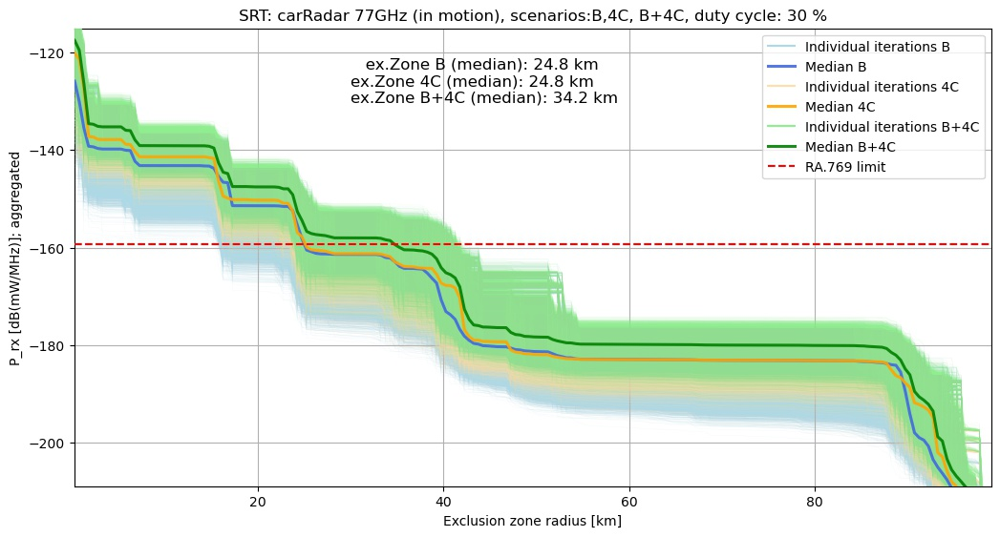 SRT: carRadar 77GHz (in motion), scenarios:B,4C, B+4C, duty cycle: 30 %
ex.Zone B (median): 24.8 km
ex.Zone 4C (median): 24.8 km
ex.Zone B+4C (median): 34.2 km
Individual iterations B
Median B
Individual iterations 4C
Median 4C
Individual iterations B+4C
Median B+4C
RA.769 limit
P_rx [dB(mW/MHz)]; aggregated
−120
−140
−160
−180
−200
20
40
60
80
Exclusion zone radius [km]